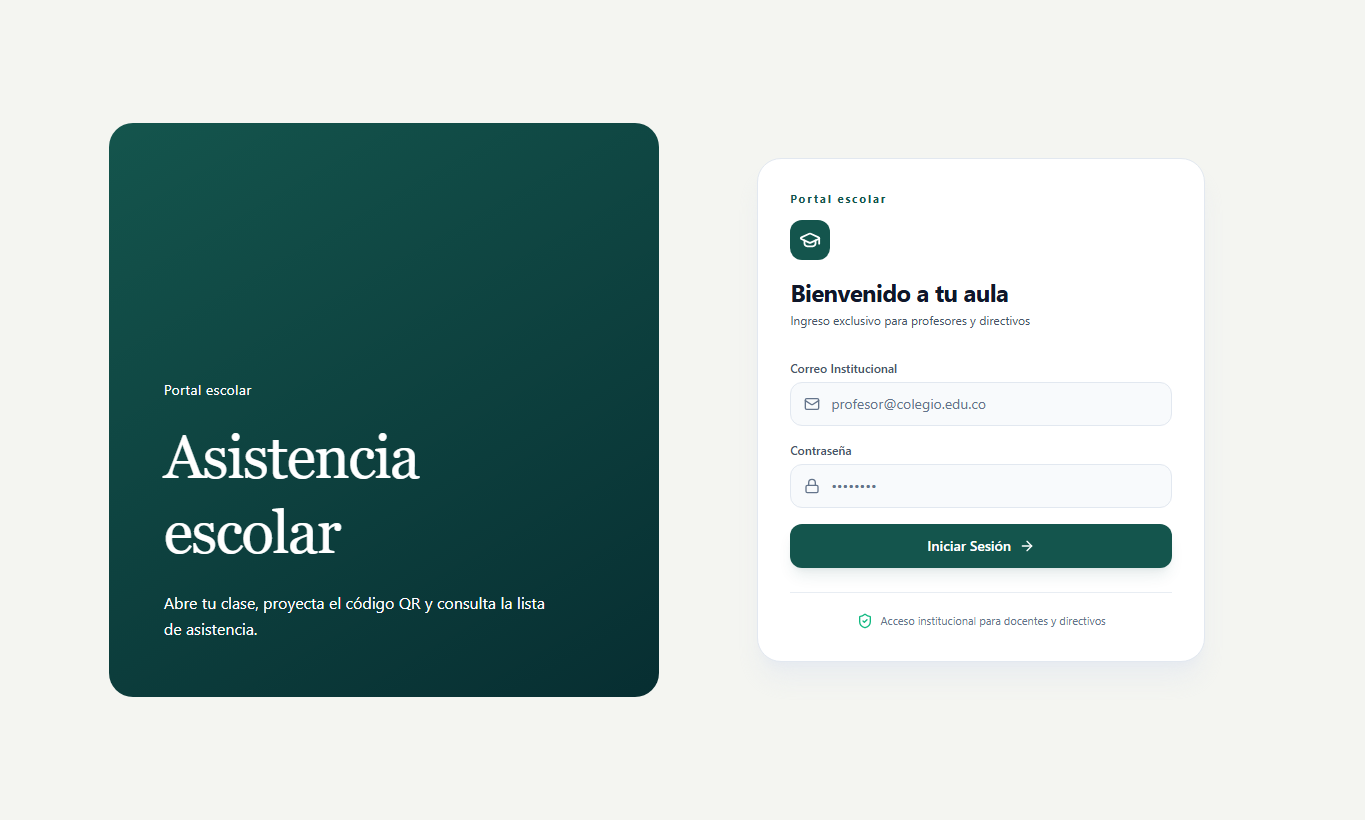 Portal escolar
Asistencia
escolar
Abre tu clase, proyecta el código QR y consulta la lista
de asistencia.
Portal escolar
Bienvenido a tu aula
Ingreso exclusivo para profesores y directivos
Correo Institucional
profesor@colegio.edu.co
Contraseña
••••••••
Iniciar Sesión →
Acceso institucional para docentes y directivos